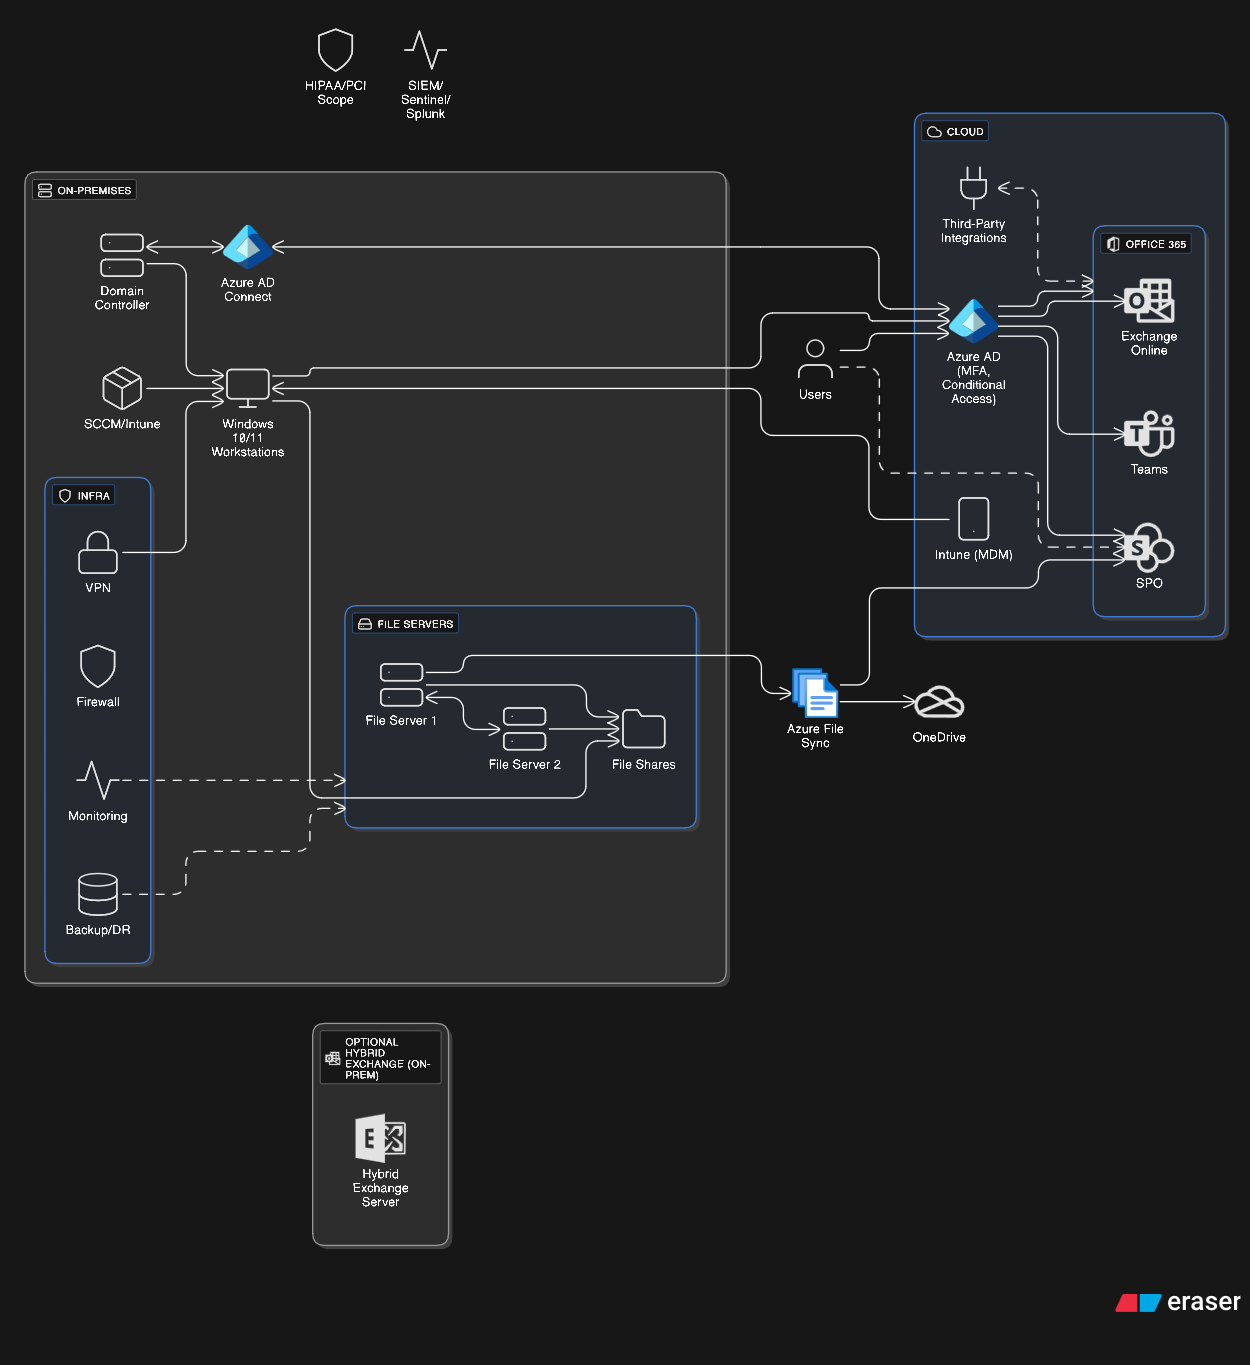 HIPAA/PCI
Scope
SIEM/
Sentinel/
Splunk
CLOUD
Third-Party
Integrations
OFFICE 365
Exchange
Online
Azure AD
(MFA,
Conditional
Access)
Teams
Intune (MDM)
SPO
ON-PREMISES
Domain
Controller
Azure AD
Connect
SCCM/Intune
Windows
10/11
Workstations
Users
INFRA
VPN
Firewall
Monitoring
Backup/DR
FILE SERVERS
File Server 1
File Server 2
File Shares
Azure File
Sync
OneDrive
OPTIONAL
HYBRID
EXCHANGE (ON-
PREM)
Hybrid
Exchange
Server
eraser